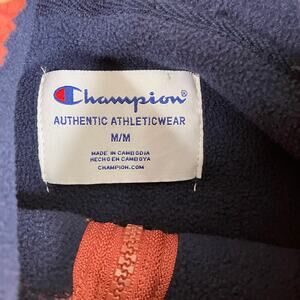 Champion®
AUTHENTIC ATHLETICWEAR
M/M
MADE IN CAMBODIA
HECHO EN CAMBOYA
CHAMPION.COM